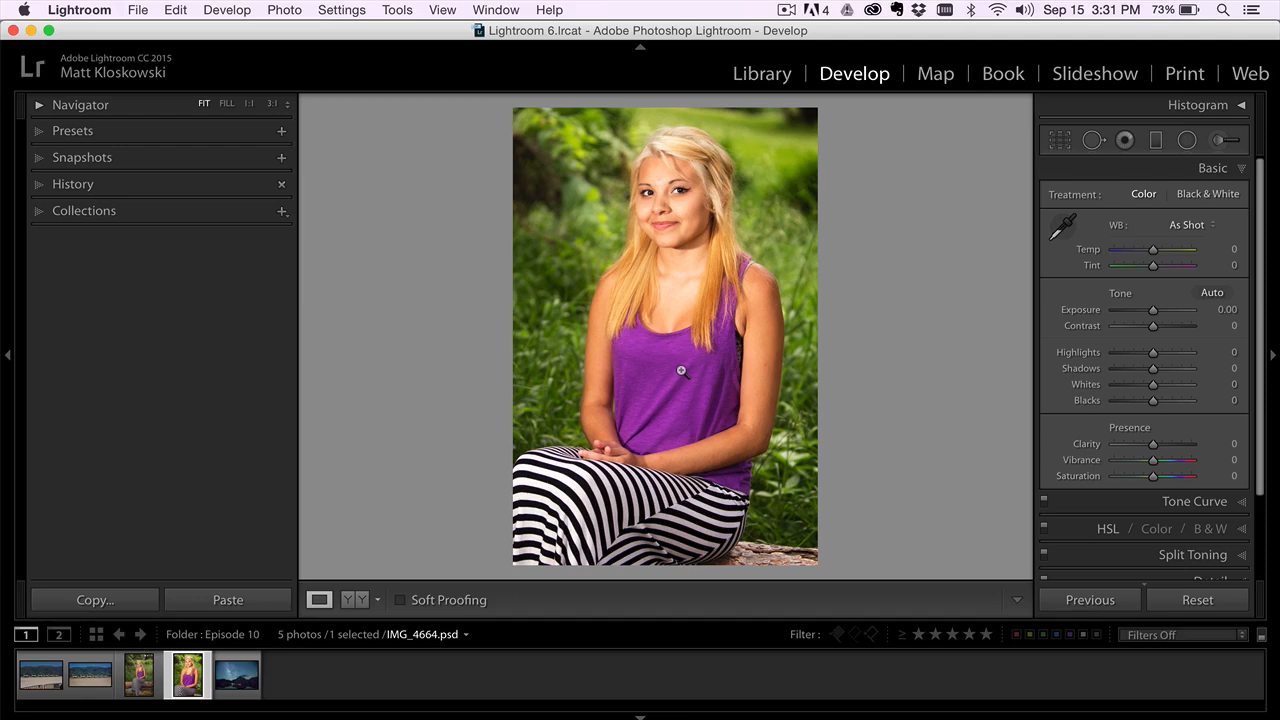 Lightroom File Edit Develop Photo Settings Tools View Window Help 4 Sep 15 3:31 PM 73%
Lightroom 6.lrcat - Adobe Photoshop Lightroom - Develop
Lr Adobe Lightroom CC 2015
Matt Kloskowski
Library | Develop | Map | Book | Slideshow | Print | Web
Navigator FIT FILL 1:1 3:1
Presets
Snapshots
History
Collections
Histogram
Basic
Treatment : Color Black & White
WB : As Shot
Temp 0
Tint 0
Tone Auto
Exposure 0.00
Contrast 0
Highlights 0
Shadows 0
Whites 0
Blacks 0
Presence
Clarity 0
Vibrance 0
Saturation 0
Tone Curve
HSL / Color / B & W
Split Toning
Copy... Paste
Y Y Soft Proofing
Previous Reset
1 2 Folder : Episode 10 5 photos /1 selected /IMG_4664.psd Filter : Filters Off